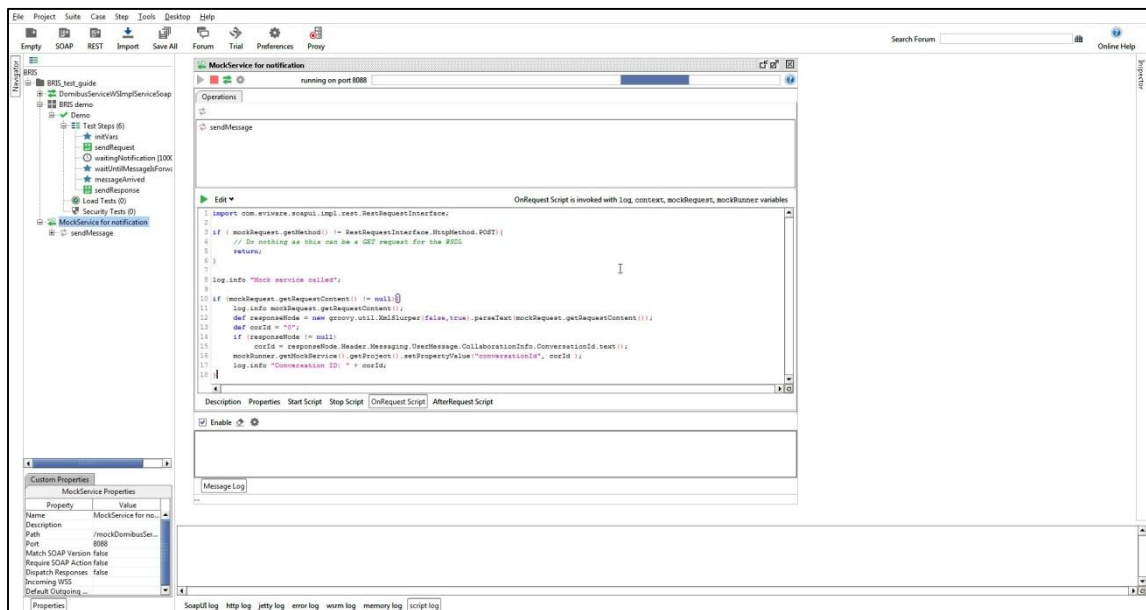 File Project Suite Case Step Tools Desktop Help
Empty SOAP REST Import Save All Forum Trial Preferences Proxy
Search Forum
Online Help
Navigator
Inspector
BRIS
BRIS_test_guide
DomibusServiceWSImplServiceSoap
BRIS demo
Demo
Test Steps (6)
initVars
sendRequest
waitingNotification [100(
waitUntilMessageIsForw
messageArrived
sendResponse
Load Tests (0)
Security Tests (0)
MockService for notification
sendMessage
MockService for notification
running on port 8088
Operations
sendMessage
Edit
OnRequest Script is invoked with log, context, mockRequest, mockRunner variables
1 import com.eviware.soapui.impl.rest.RestRequestInterface;
2
3 if ( mockRequest.getMethod() != RestRequestInterface.HttpMethod.POST){
4 // Do nothing as this can be a GET request for the WSDL
5 return;
6 }
7
8 log.info "Mock service called";
9
10 if (mockRequest.getRequestContent() != null){
11 log.info mockRequest.getRequestContent();
12 def responseNode = new groovy.util.XmlSlurper(false,true).parseText(mockRequest.getRequestContent());
13 def corId = "0";
14 if (responseNode != null)
15 corId = responseNode.Header.Messaging.UserMessage.CollaborationInfo.ConversationId.text();
16 mockRunner.getMockService().getProject().setPropertyValue("conversationId", corId );
17 log.info "Conversation ID: " + corId;
18 }
Description Properties Start Script Stop Script OnRequest Script AfterRequest Script
Enable
Message Log
Custom Properties
MockService Properties
Property Value
Name MockService for no...
Description
Path /mockDomibusSer...
Port 8088
Match SOAP Version false
Require SOAP Action false
Dispatch Responses false
Incoming WSS
Default Outgoing ...
Properties
SoapUI log http log jetty log error log wsrm log memory log script log